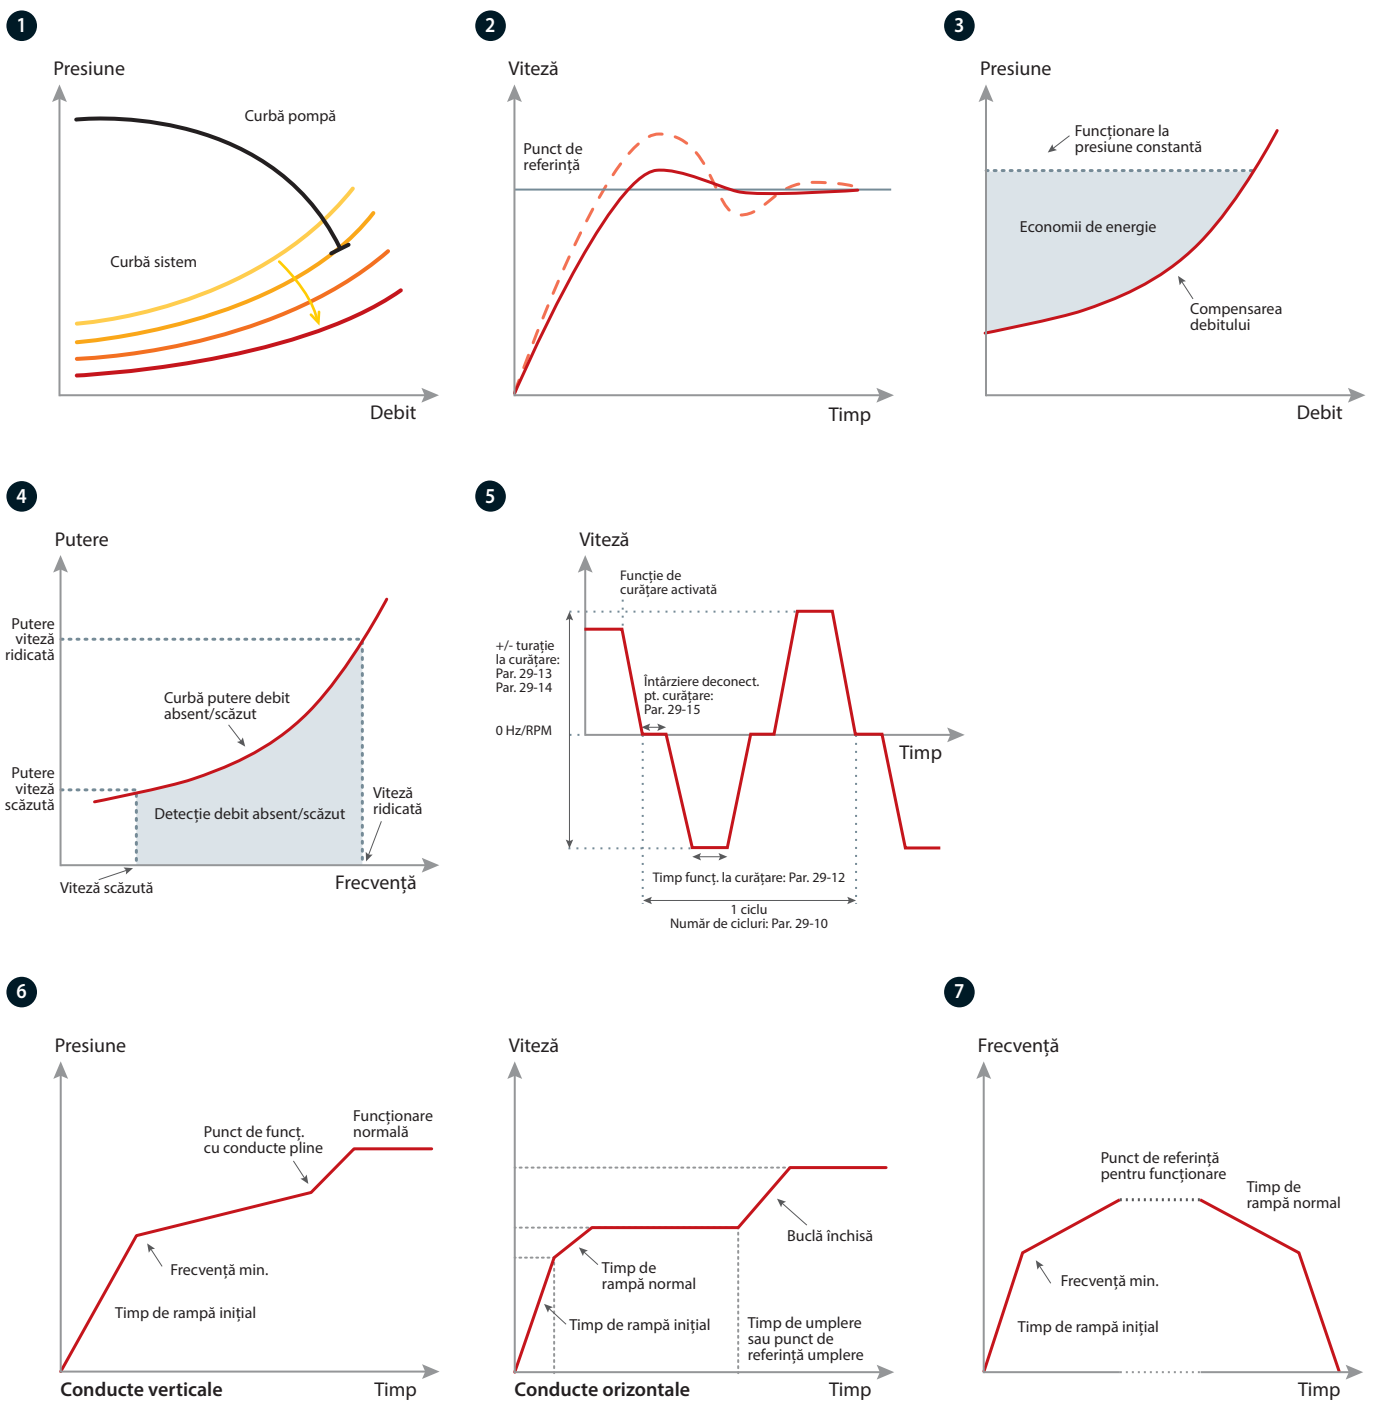 1
Presiune
Curbă pompă
Curbă sistem
Debit
2
Viteză
Punct de
referință
Timp
3
Presiune
Funcționare la
presiune constantă
Economii de energie
Compensarea
debitului
Debit
4
Putere
Putere
viteză
ridicată
Curbă putere debit
absent/scăzut
Putere
viteză
scăzută
Detecție debit absent/scăzut
Viteză
ridicată
Viteză scăzută
Frecvență
5
Viteză
Funcție de
curățare activată
+/- turație
la curățare:
Par. 29-13
Par. 29-14
Întârziere deconect.
pt. curățare:
Par. 29-15
0 Hz/RPM
Timp
Timp funcț. la curățare: Par. 29-12
1 ciclu
Număr de cicluri: Par. 29-10
6
Presiune
Funcționare
normală
Punct de funcț.
cu conducte pline
Frecvență min.
Timp de rampă inițial
Conducte verticale
Timp
Viteză
Buclă închisă
Timp de
rampă normal
Timp de rampă inițial
Timp de umplere
sau punct de
referință umplere
Conducte orizontale
Timp
7
Frecvență
Punct de referință
pentru funcționare
Timp de
rampă normal
Frecvență min.
Timp de rampă inițial
Timp